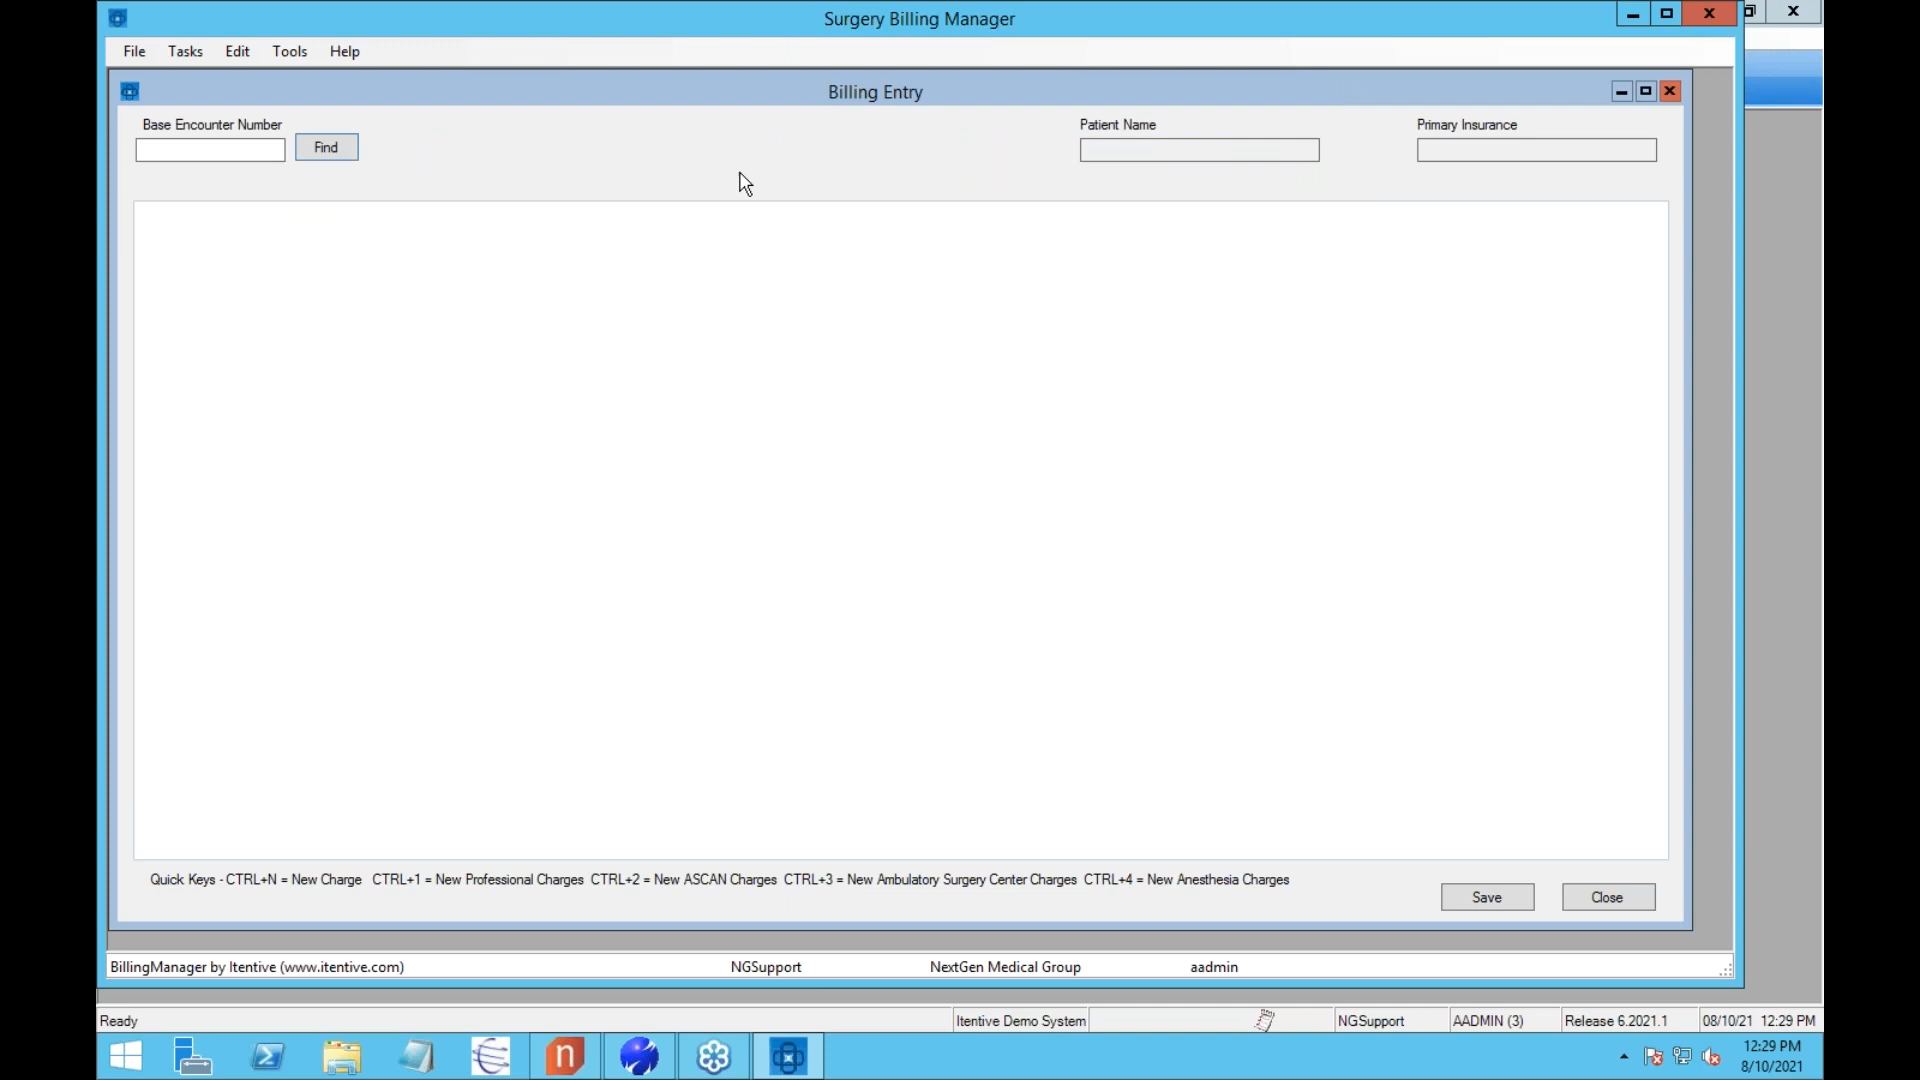 Surgery Billing Manager
File Tasks Edit Tools Help
Billing Entry
Base Encounter Number
Find
Patient Name
Primary Insurance
Quick Keys - CTRL+N = New Charge CTRL+1 = New Professional Charges CTRL+2 = New ASCAN Charges CTRL+3 = New Ambulatory Surgery Center Charges CTRL+4 = New Anesthesia Charges
Save
Close
BillingManager by Itentive (www.itentive.com) NGSupport NextGen Medical Group aadmin
Ready Itentive Demo System NGSupport AADMIN (3) Release 6.2021.1 08/10/21 12:29 PM
n
12:29 PM
8/10/2021